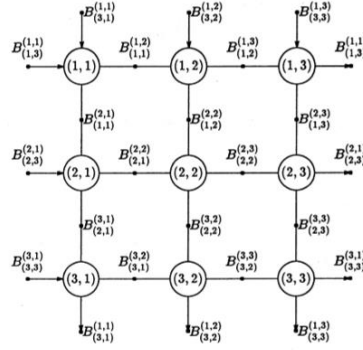 B^{(1,1)}_{(3,1)} B^{(1,2)}_{(3,2)} B^{(1,3)}_{(3,3)}
B^{(1,1)}_{(1,3)} B^{(1,2)}_{(1,1)} B^{(1,3)}_{(1,2)} B^{(1,1)}_{(1,3)}
(1,1) (1,2) (1,3)
B^{(2,1)}_{(1,1)} B^{(2,2)}_{(1,2)} B^{(2,3)}_{(1,3)}
B^{(2,1)}_{(2,3)} B^{(2,2)}_{(2,1)} B^{(2,3)}_{(2,2)} B^{(2,1)}_{(2,3)}
(2,1) (2,2) (2,3)
B^{(3,1)}_{(2,1)} B^{(3,2)}_{(2,2)} B^{(3,3)}_{(2,3)}
B^{(3,1)}_{(3,3)} B^{(3,2)}_{(3,1)} B^{(3,3)}_{(3,2)} B^{(3,1)}_{(3,3)}
(3,1) (3,2) (3,3)
B^{(1,1)}_{(3,1)} B^{(1,2)}_{(3,2)} B^{(1,3)}_{(3,3)}